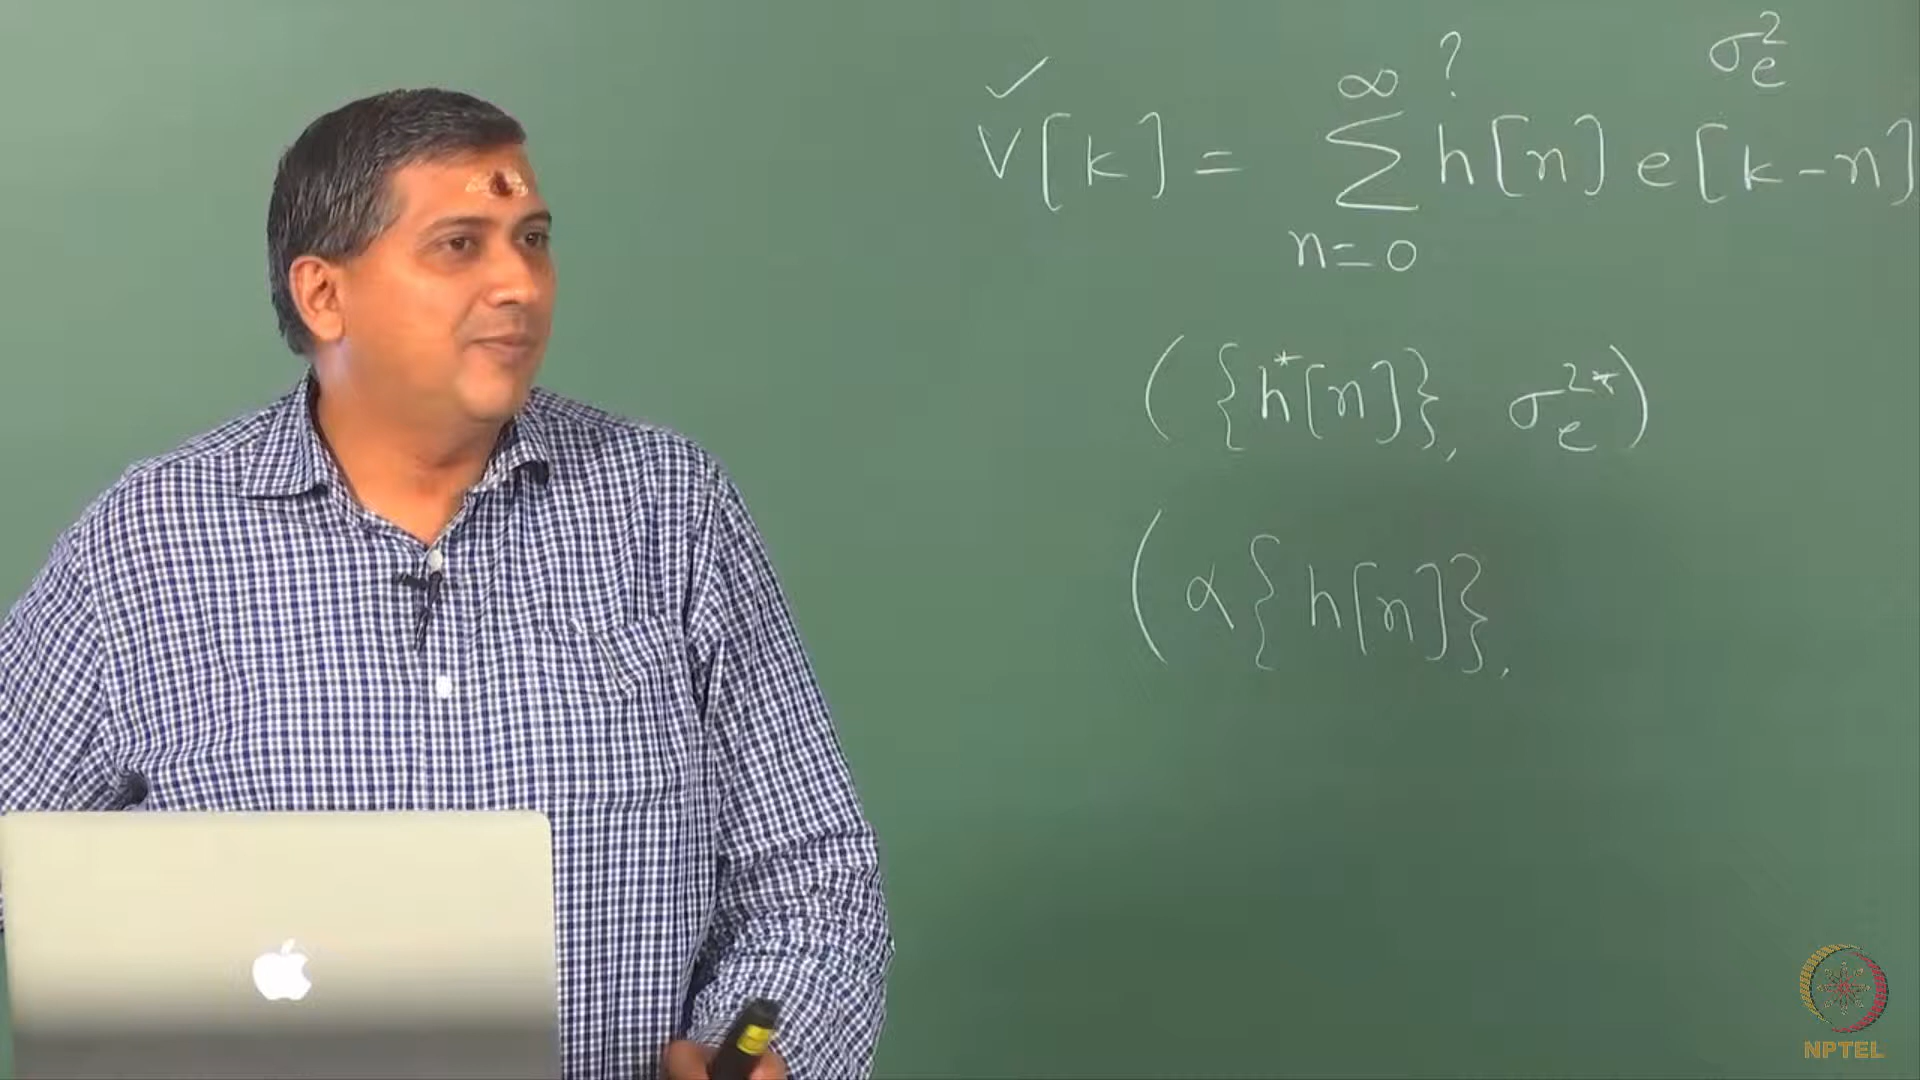 ✓ ∞ ? σ_e^2
v[k] = Σ h[n] e[k-n]
n=0
({h*[n]}, σ_e^2*)
(α{h[n]},
NPTEL